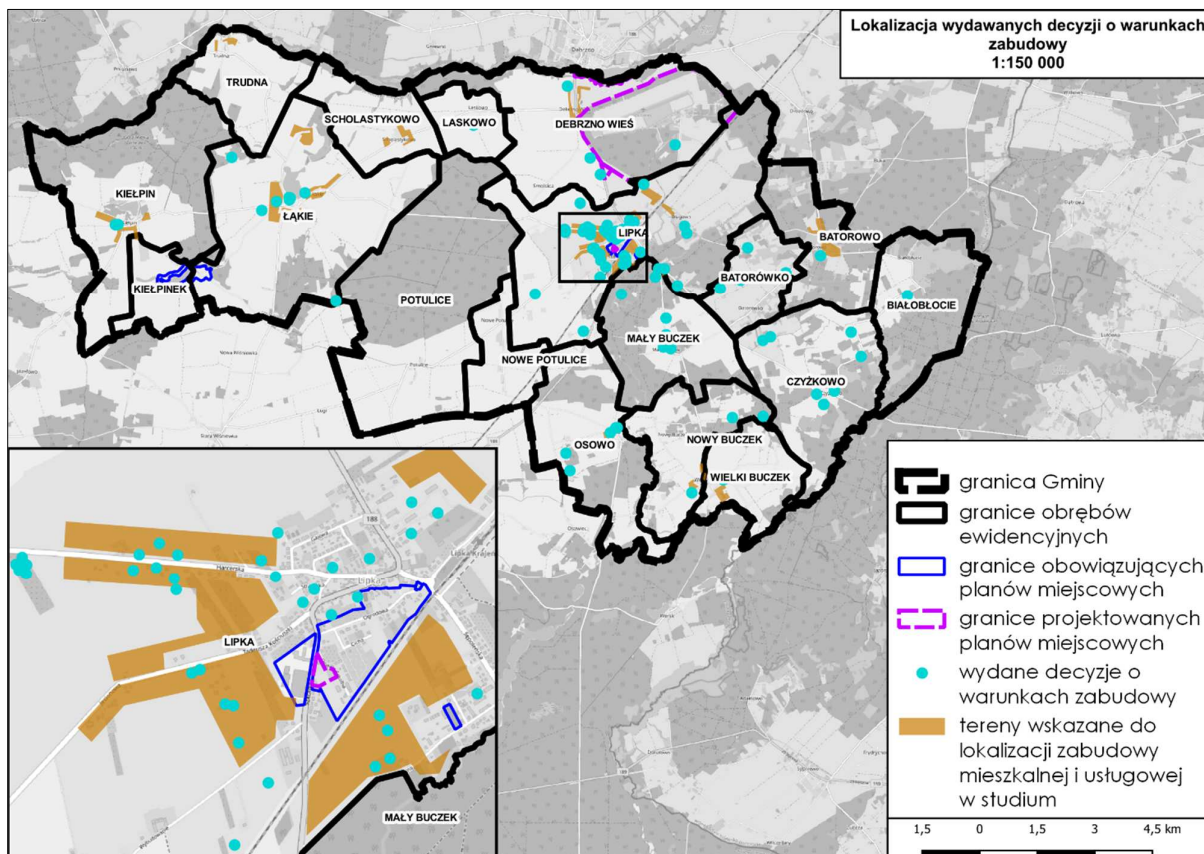 Lokalizacja wydawanych decyzji o warunkach
zabudowy
1:150 000
TRUDNA
SCHOLASTYKOWO
LASKOWO
DEBRZNO WIEŚ
KIEŁPIN
ŁĄKIE
LIPKA
BATOROWO
KIEŁPINEK
POTULICE
BATORÓWKO
BIAŁOBŁOCIE
MAŁY BUCZEK
NOWE POTULICE
CZYŻKOWO
OSOWO
NOWY BUCZEK
WIELKI BUCZEK
188
Lipka
LIPKA
MAŁY BUCZEK
granica Gminy
granice obrębów
ewidencyjnych
granice obowiązujących
planów miejscowych
granice projektowanych
planów miejscowych
wydane decyzje o
warunkach zabudowy
tereny wskazane do
lokalizacji zabudowy
mieszkalnej i usługowej
w studium
1,5 0 1,5 3 4,5 km